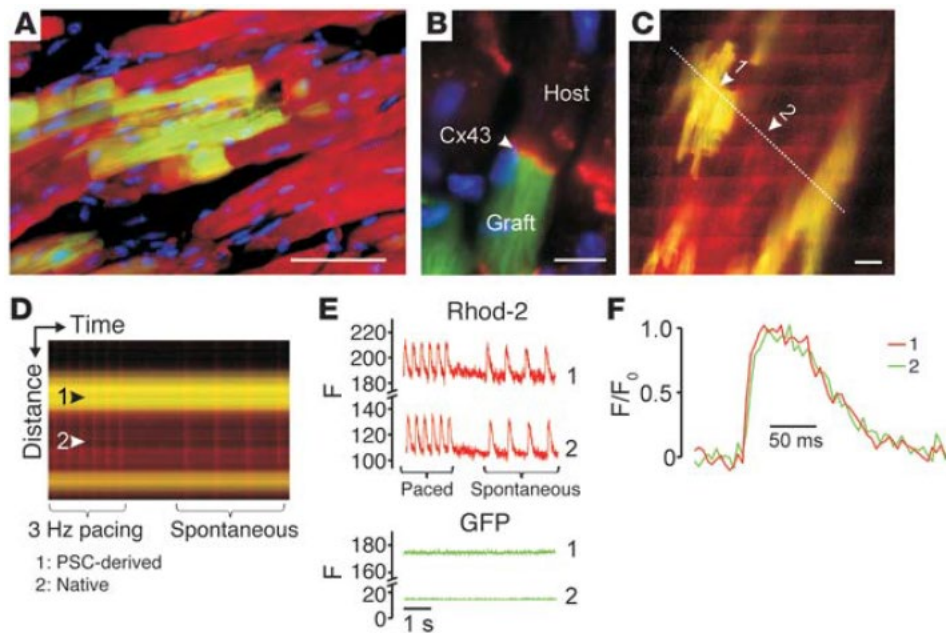 A
B
Host
Cx43
Graft
C
1
2
D
Time
Distance
1
2
3 Hz pacing
Spontaneous
1: PSC-derived
2: Native
E
Rhod-2
F
220
200
180
140
120
100
1
2
Paced
Spontaneous
GFP
F
180
160
20
0
1
2
1 s
F
F/F0
1.0
0.5
0
50 ms
1
2